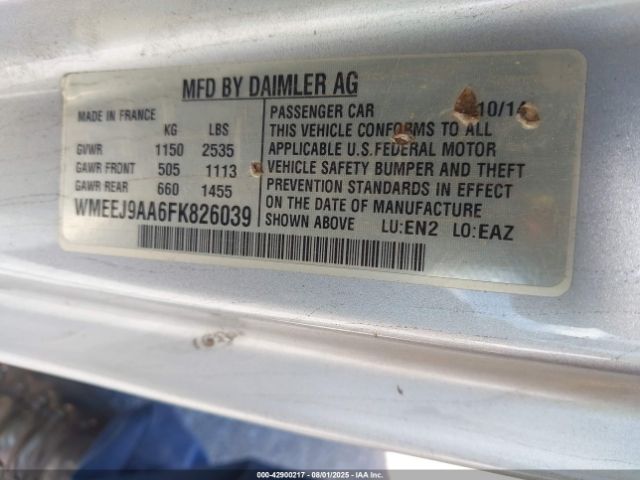 MFD BY DAIMLER AG
MADE IN FRANCE
KG LBS
GVWR 1150 2535
GAWR FRONT 505 1113
GAWR REAR 660 1455
WMEEJ9AA6FK826039
PASSENGER CAR 10/14
THIS VEHICLE CONFORMS TO ALL
APPLICABLE U.S.FEDERAL MOTOR
VEHICLE SAFETY BUMPER AND THEFT
PREVENTION STANDARDS IN EFFECT
ON THE DATE OF MANUFACTURE
SHOWN ABOVE LU:EN2 LO:EAZ
000-42900217 - 08/01/2025 - IAAI.CA